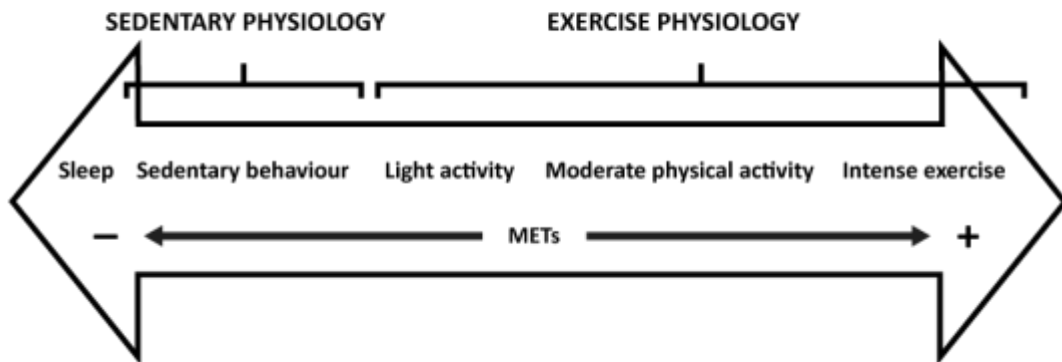 SEDENTARY PHYSIOLOGY EXERCISE PHYSIOLOGY
Sleep Sedentary behaviour Light activity Moderate physical activity Intense exercise
− METs +